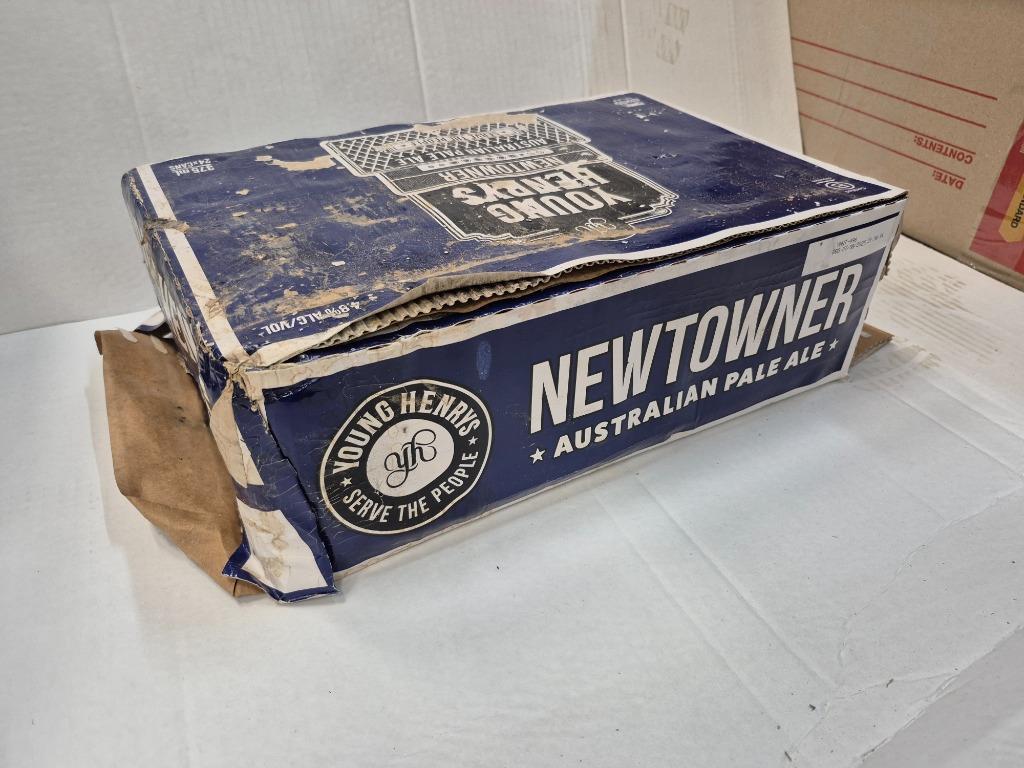 375 ML
24 × CANS
YOUNG
HENRYS
NEWTOWNER
AUSTRALIAN PALE ALE
4.8% ALC/VOL
NEWTOWNER
★ AUSTRALIAN PALE ALE ★
YOUNG HENRYS
yh
★ SERVE THE PEOPLE ★
CONTENTS:
DATE: